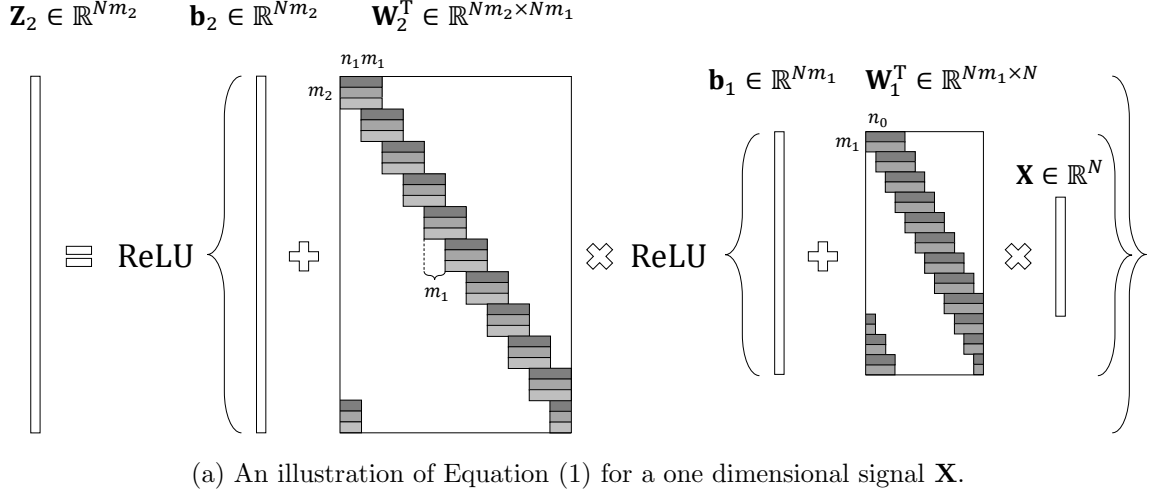 𝐙₂ ∈ ℝ^{Nm₂} 𝐛₂ ∈ ℝ^{Nm₂} 𝐖₂ᵀ ∈ ℝ^{Nm₂×Nm₁}
n₁m₁
m₂
𝐛₁ ∈ ℝ^{Nm₁} 𝐖₁ᵀ ∈ ℝ^{Nm₁×N}
n₀
m₁
𝐗 ∈ ℝ^N
= ReLU { + × ReLU { + × } }
m₁
(a) An illustration of Equation (1) for a one dimensional signal 𝐗.